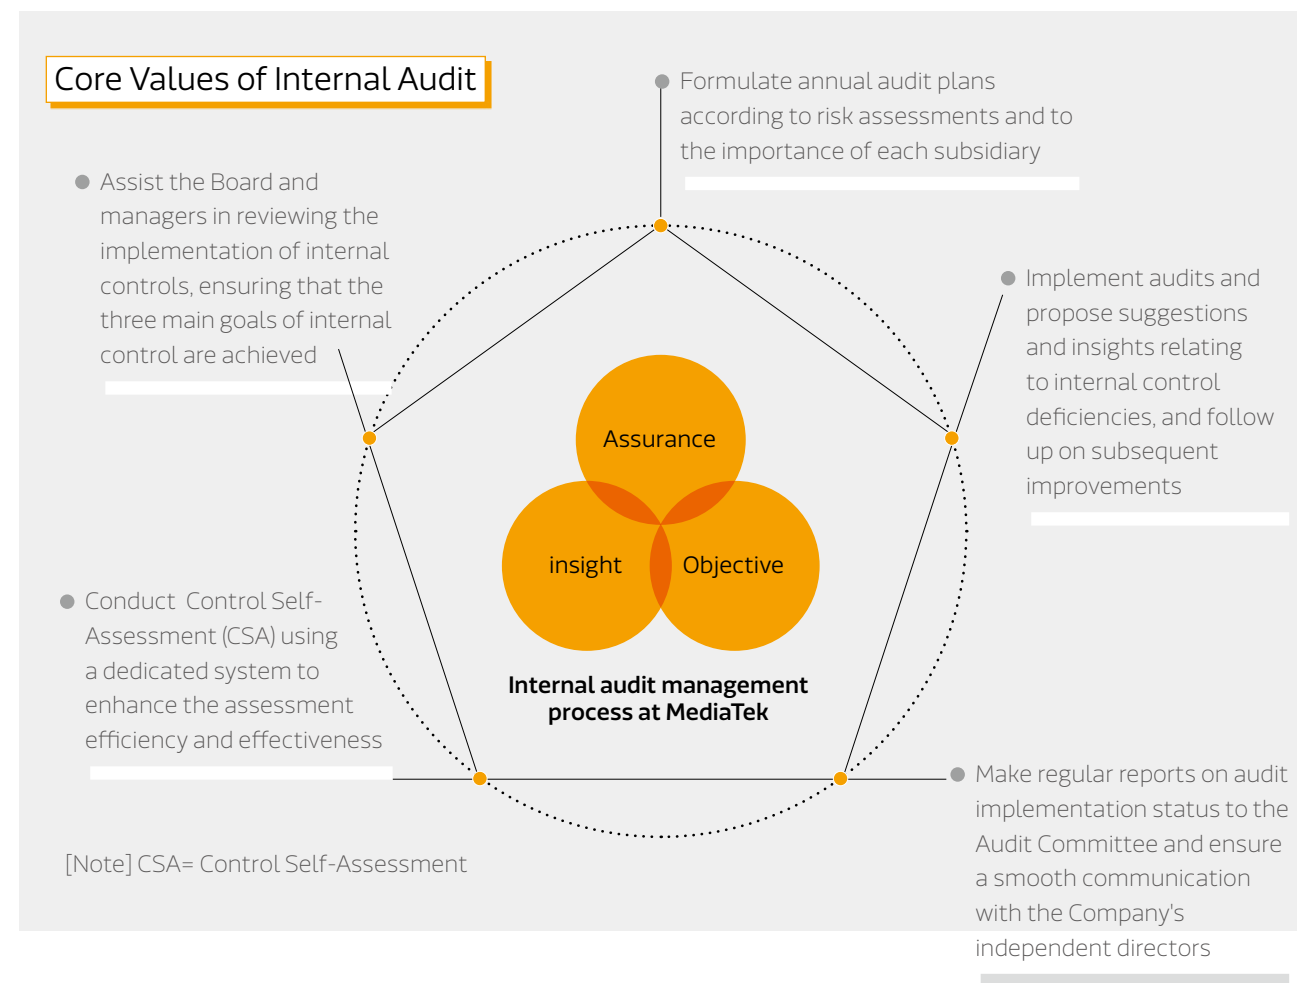 Core Values of Internal Audit
Formulate annual audit plans
according to risk assessments and to
the importance of each subsidiary
Assist the Board and
managers in reviewing the
implementation of internal
controls, ensuring that the
three main goals of internal
control are achieved
Implement audits and
propose suggestions
and insights relating
to internal control
deficiencies, and follow
up on subsequent
improvements
Assurance
insight
Objective
Internal audit management
process at MediaTek
Conduct  Control Self-
Assessment (CSA) using
a dedicated system to
enhance the assessment
efficiency and effectiveness
Make regular reports on audit
implementation status to the
Audit Committee and ensure
a smooth communication
with the Company's
independent directors
[Note] CSA= Control Self-Assessment